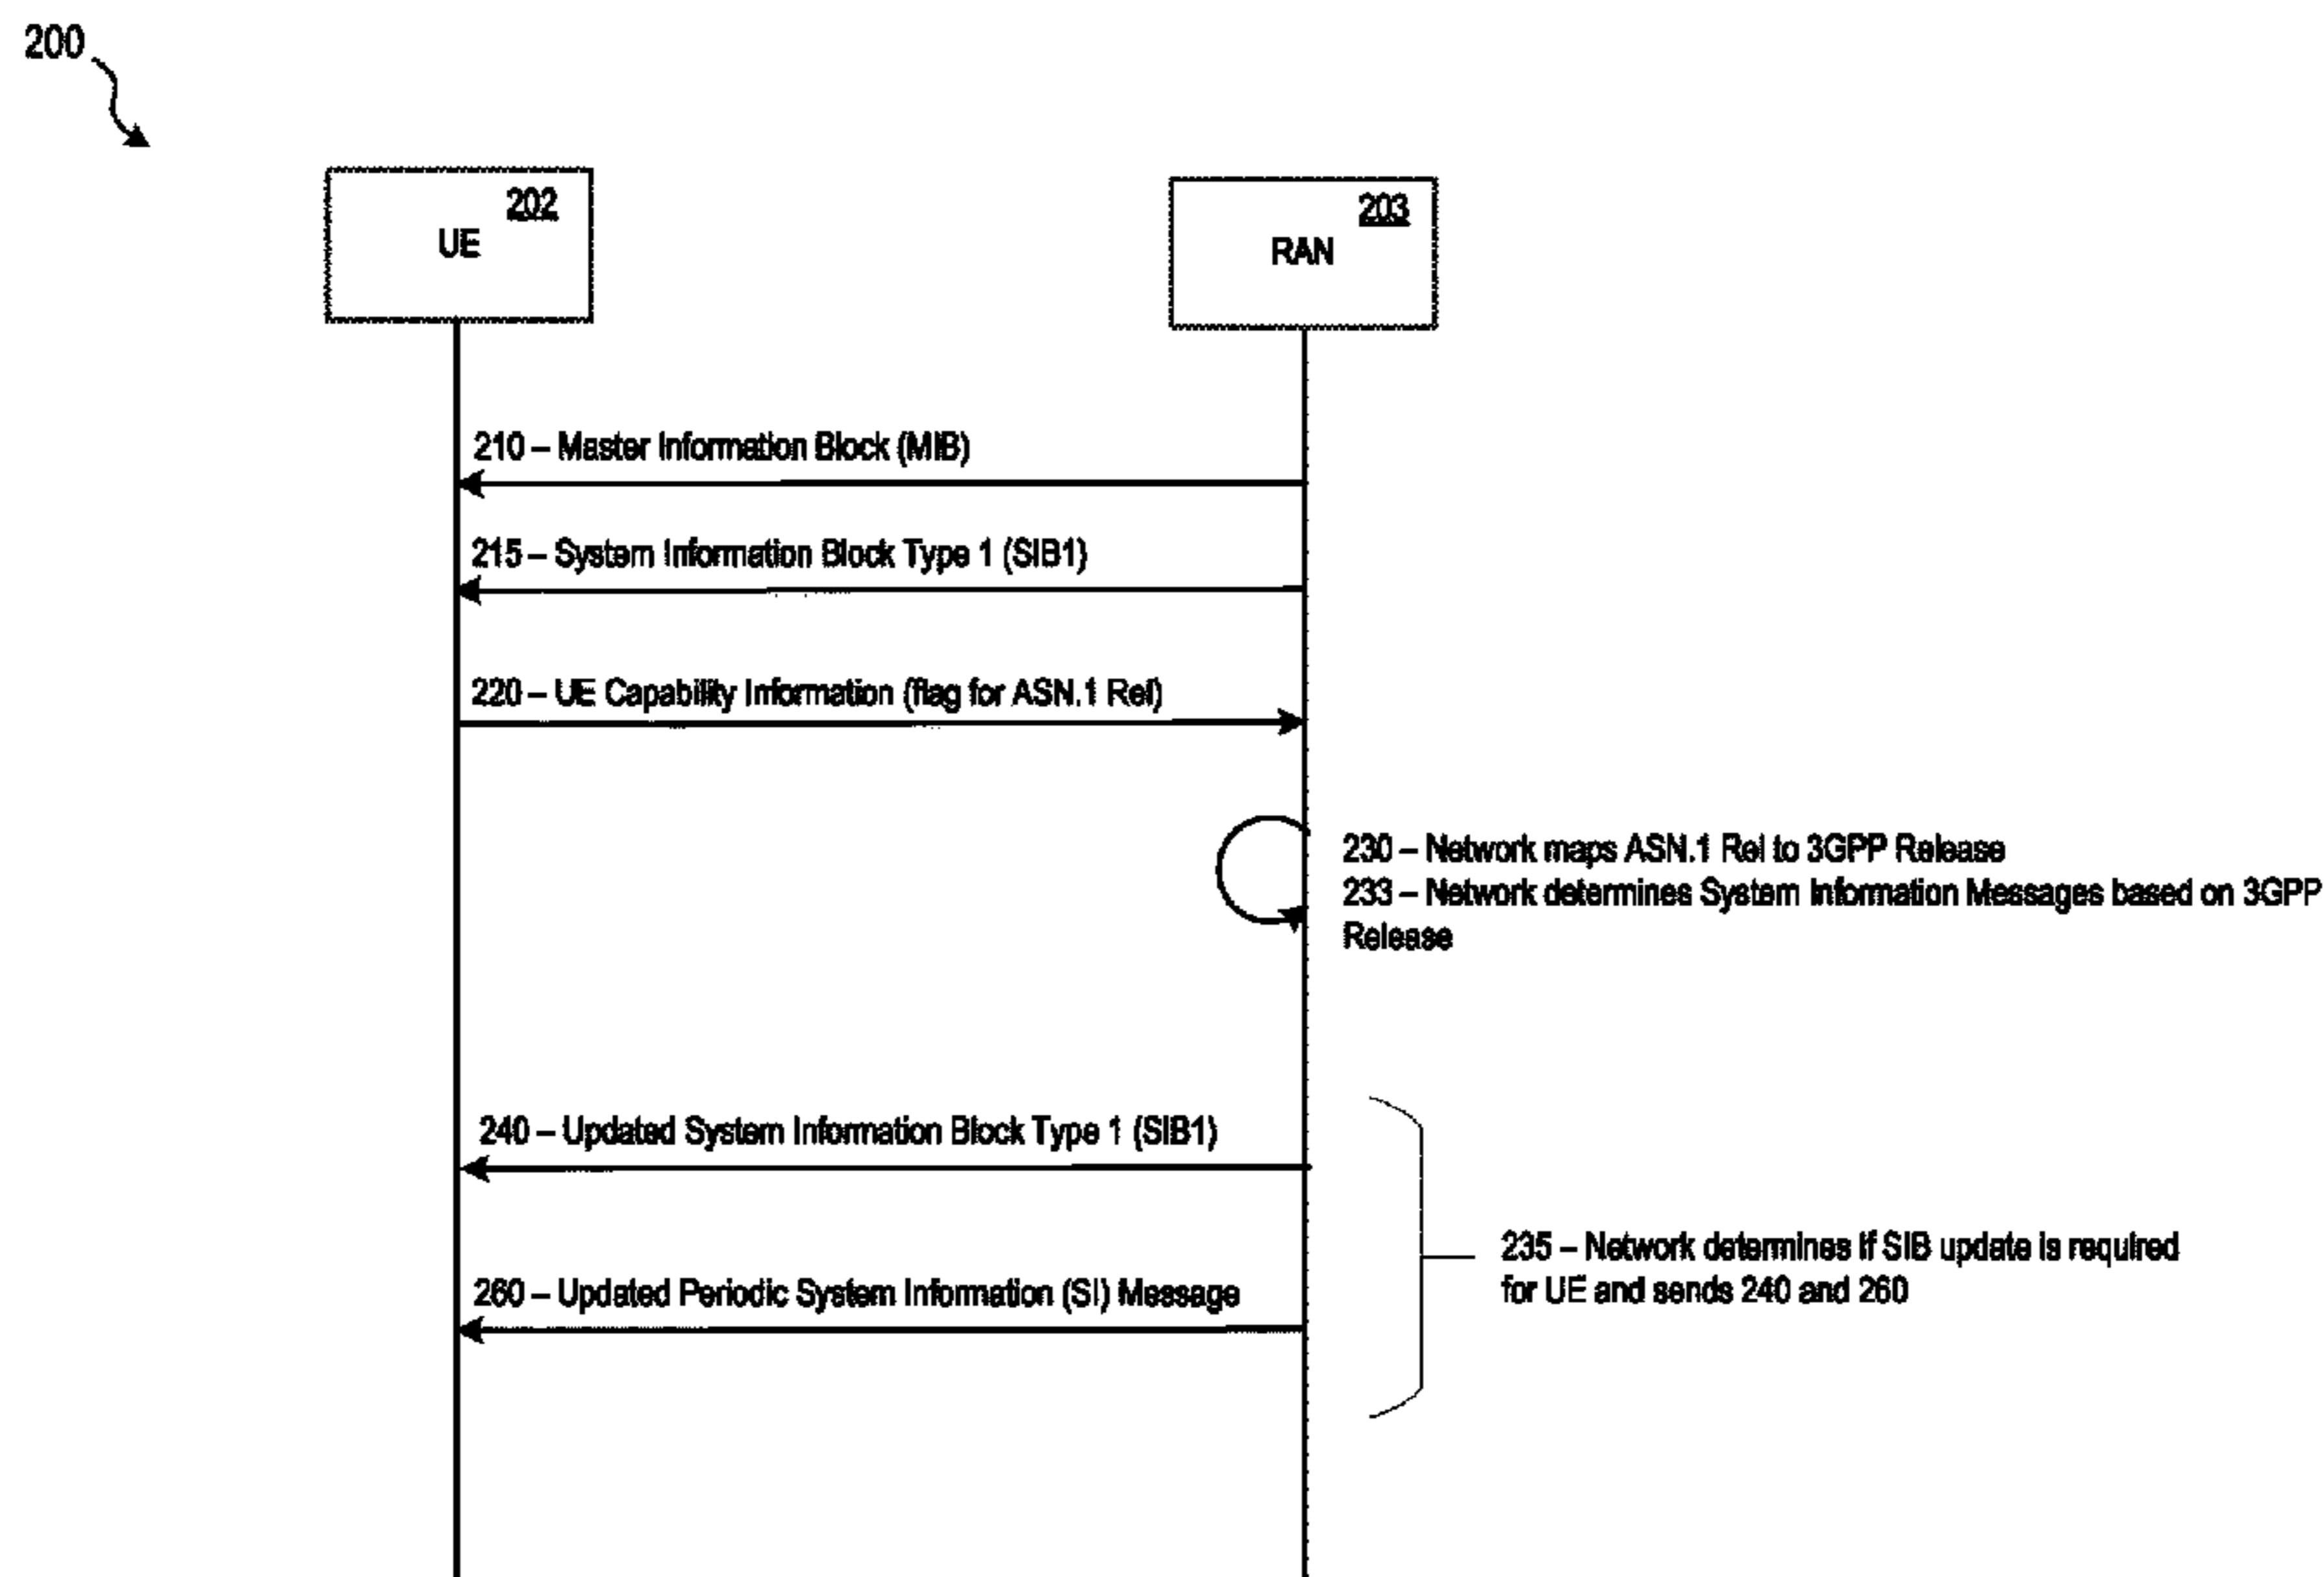 200
202
UE
203
RAN
210 – Master Information Block (MIB)
215 – System Information Block Type 1 (SIB1)
220 – UE Capability Information (flag for ASN.1 Rel)
230 – Network maps ASN.1 Rel to 3GPP Release
233 – Network determines System Information Messages based on 3GPP
Release
240 – Updated System Information Block Type 1 (SIB1)
235 – Network determines if SIB update is required
for UE and sends 240 and 260
260 – Updated Periodic System Information (SI) Message